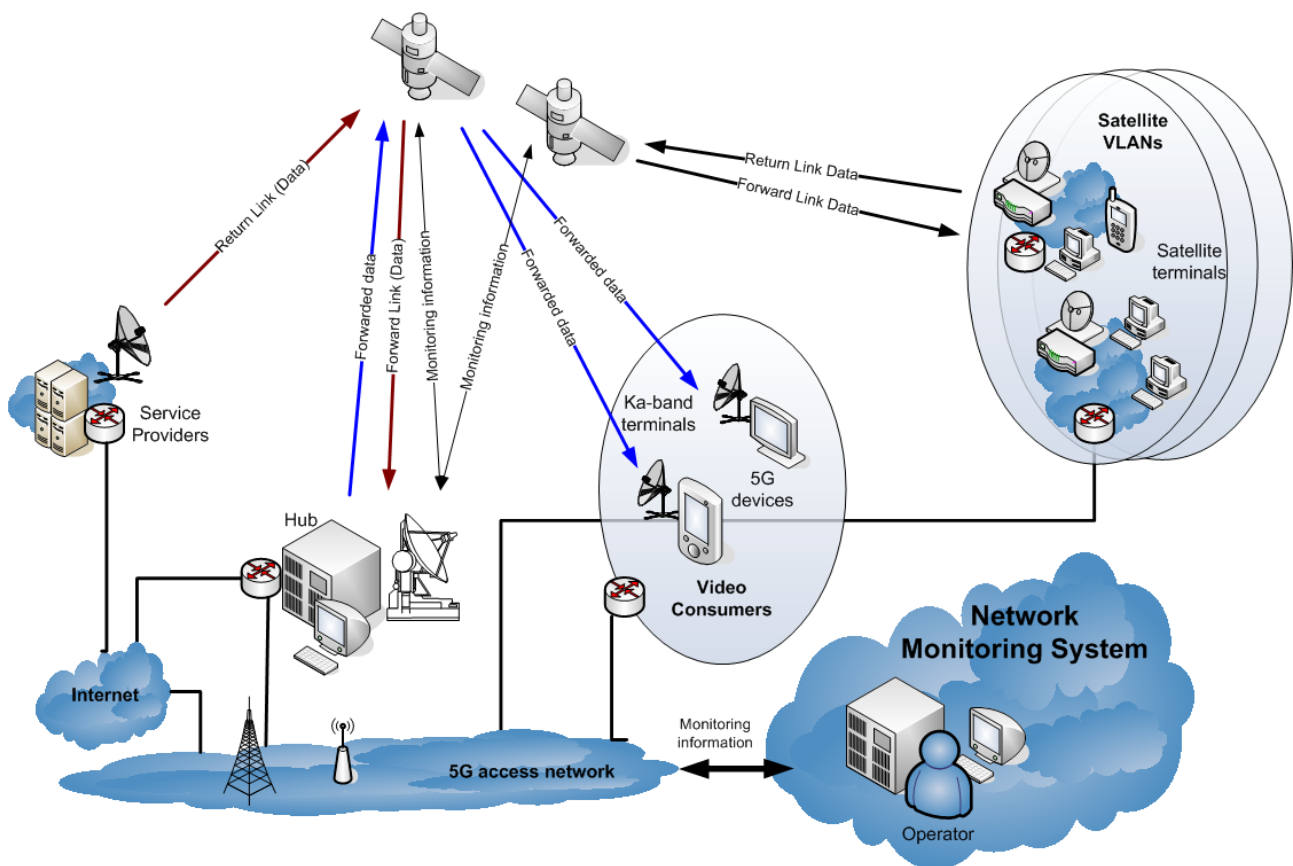 Satellite
VLANs
Return Link Data
Forward Link Data
Satellite
terminals
Return Link (Data)
Forwarded data
Forward Link (Data)
Monitoring information
Monitoring information
Forwarded data
Forwarded data
Service
Providers
Ka-band
terminals
5G
devices
Hub
Video
Consumers
Network
Monitoring System
Internet
Monitoring
information
5G access network
Operator